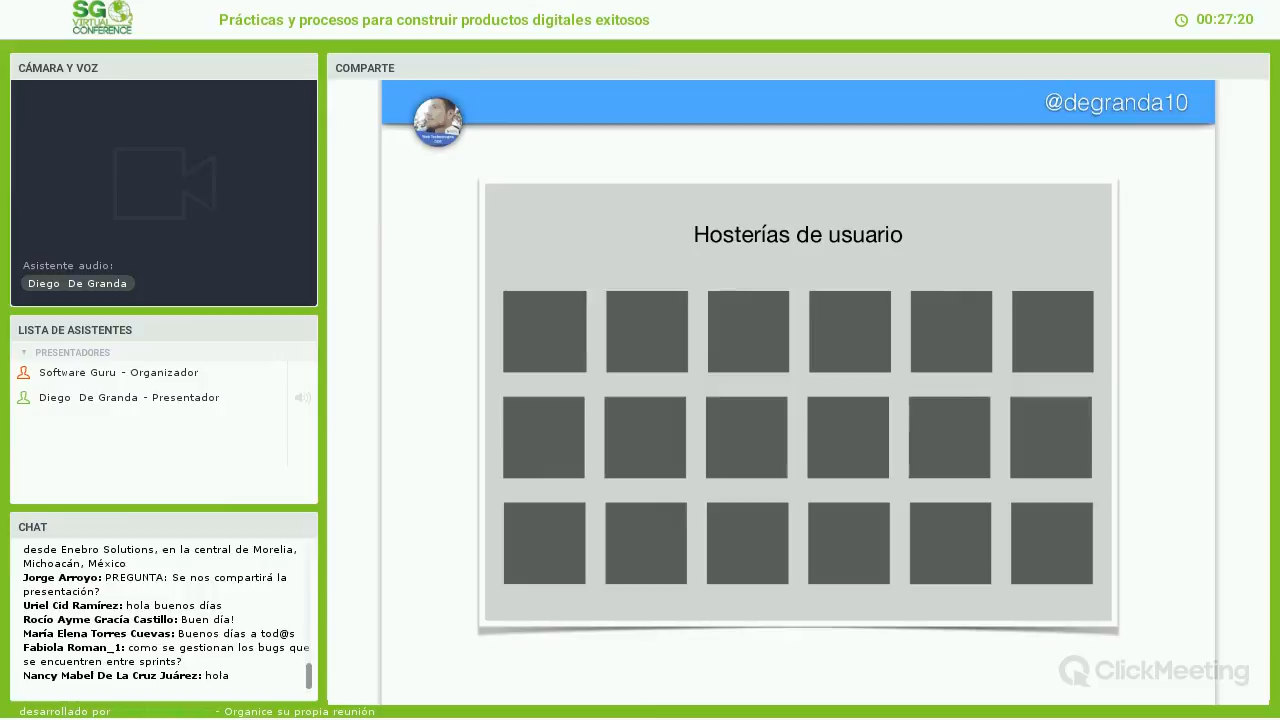 SG
VIRTUAL
CONFERENCE
Prácticas y procesos para construir productos digitales exitosos
00:27:20
CÁMARA Y VOZ
Asistente audio:
Diego De Granda
LISTA DE ASISTENTES
PRESENTADORES
Software Guru - Organizador
Diego De Granda - Presentador
CHAT
desde Enebro Solutions, en la central de Morelia,
Michoacán, México
Jorge Arroyo: PREGUNTA: Se nos compartirá la
presentación?
Uriel Cid Ramírez: hola buenos días
Rocío Ayme Gracía Castillo: Buen día!
María Elena Torres Cuevas: Buenos días a tod@s
Fabiola Roman_1: como se gestionan los bugs que
se encuentren entre sprints?
Nancy Mabel De La Cruz Juárez: hola
desarrollado por - Organice su propia reunión
COMPARTE
@degranda10
Hosterías de usuario
ClickMeeting